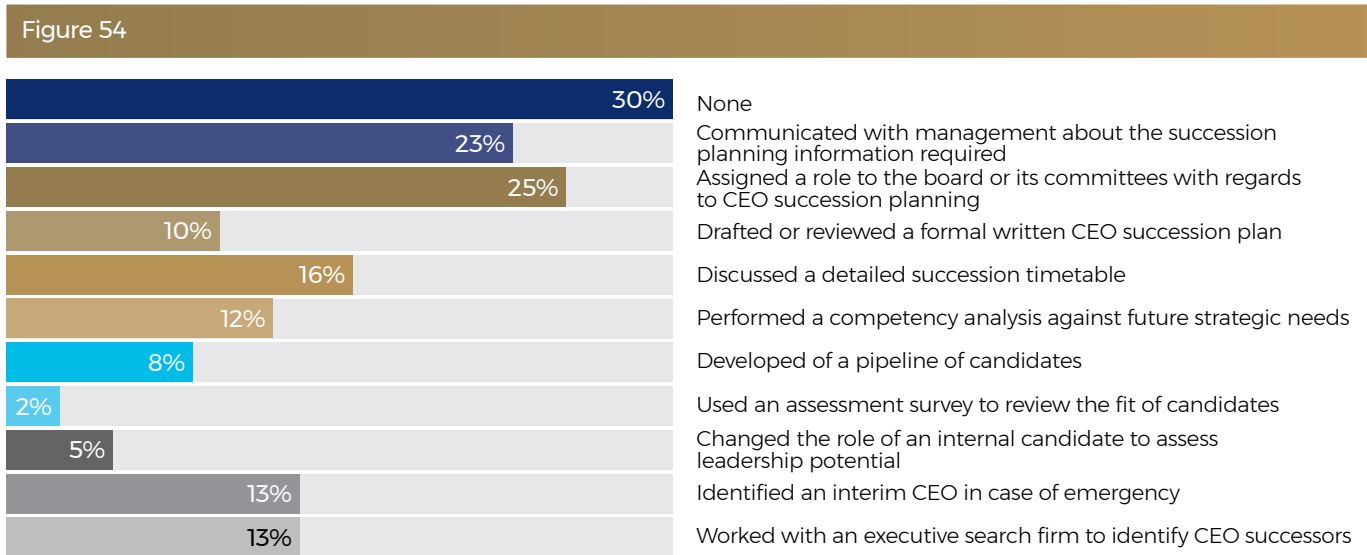 Figure 54
30%
None
23%
Communicated with management about the succession
planning information required
25%
Assigned a role to the board or its committees with regards
to CEO succession planning
10%
Drafted or reviewed a formal written CEO succession plan
16%
Discussed a detailed succession timetable
12%
Performed a competency analysis against future strategic needs
8%
Developed of a pipeline of candidates
2%
Used an assessment survey to review the fit of candidates
5%
Changed the role of an internal candidate to assess
leadership potential
13%
Identified an interim CEO in case of emergency
13%
Worked with an executive search firm to identify CEO successors